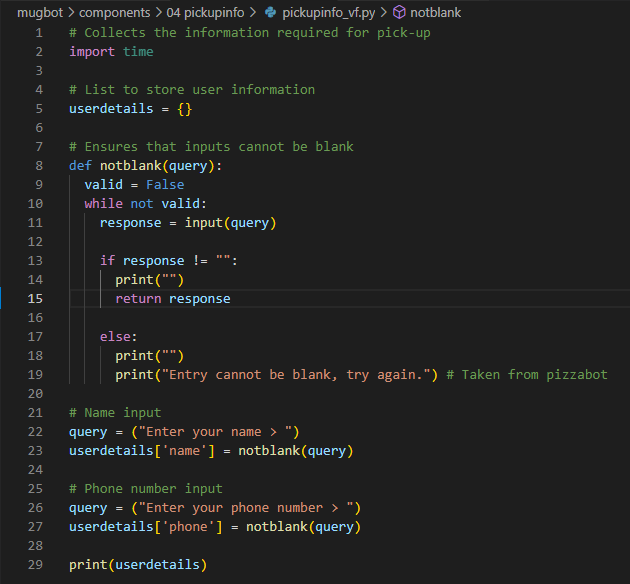 mugbot > components > 04 pickupinfo > pickupinfo_vf.py > notblank
1 # Collects the information required for pick-up
2 import time
3
4 # List to store user information
5 userdetails = {}
6
7 # Ensures that inputs cannot be blank
8 def notblank(query):
9   valid = False
10   while not valid:
11     response = input(query)
12
13     if response != "":
14       print("")
15       return response
16
17     else:
18       print("")
19       print("Entry cannot be blank, try again.") # Taken from pizzabot
20
21 # Name input
22 query = ("Enter your name > ")
23 userdetails['name'] = notblank(query)
24
25 # Phone number input
26 query = ("Enter your phone number > ")
27 userdetails['phone'] = notblank(query)
28
29 print(userdetails)